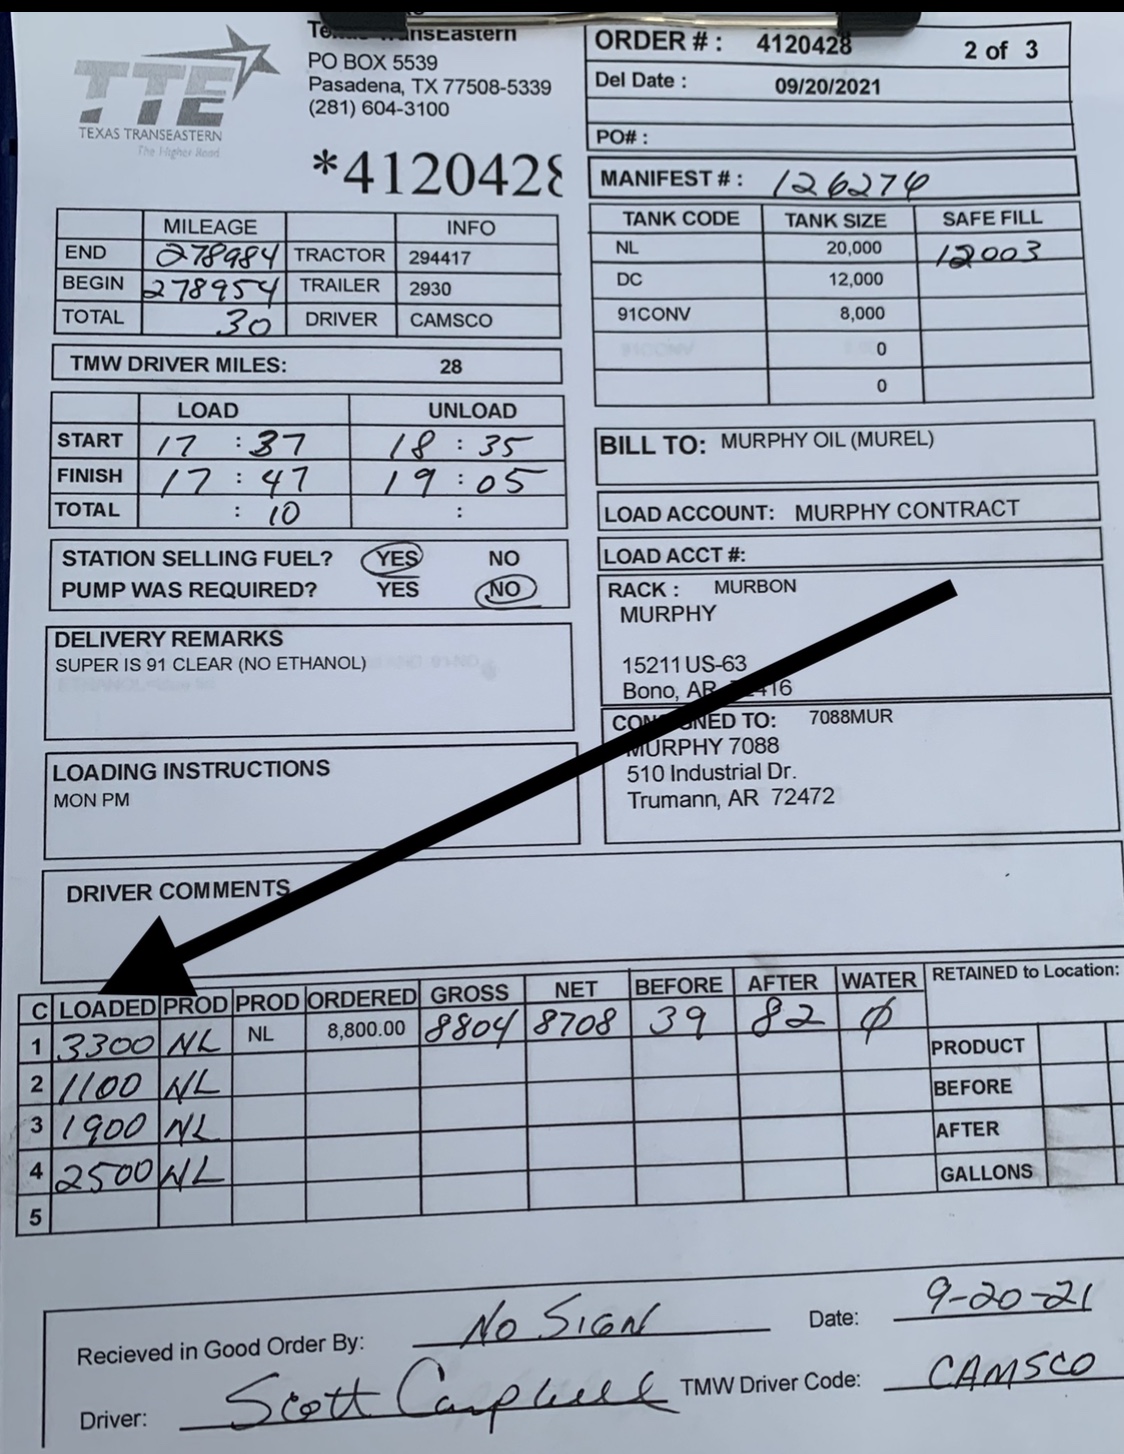 TTE
TEXAS TRANSEASTERN
The Higher Road
PO BOX 5539
Pasadena, TX 77508-5339
(281) 604-3100
*4120428
ORDER # : 4120428 2 of 3
Del Date : 09/20/2021
PO# :
MANIFEST # : 126276
TANK CODE TANK SIZE SAFE FILL
NL 20,000 12003
DC 12,000
91CONV 8,000
0
0
MILEAGE INFO
END 278984 TRACTOR 294417
BEGIN 278954 TRAILER 2930
TOTAL 30 DRIVER CAMSCO
TMW DRIVER MILES: 28
LOAD UNLOAD
START 17 : 37 18 : 35
FINISH 17 : 47 19 : 05
TOTAL : 10 :
STATION SELLING FUEL? YES NO
PUMP WAS REQUIRED? YES NO
BILL TO: MURPHY OIL (MUREL)
LOAD ACCOUNT: MURPHY CONTRACT
LOAD ACCT #:
RACK : MURBON
MURPHY
15211 US-63
Bono, AR
DELIVERY REMARKS
SUPER IS 91 CLEAR (NO ETHANOL)
CONSIGNED TO: 7088MUR
MURPHY 7088
510 Industrial Dr.
Trumann, AR 72472
LOADING INSTRUCTIONS
MON PM
DRIVER COMMENTS
C LOADED PROD PROD ORDERED GROSS NET BEFORE AFTER WATER RETAINED to Location:
1 3300 NL NL 8,800.00 8804 8708 39 82 Ø PRODUCT
2 1100 NL BEFORE
3 1900 NL AFTER
4 2500 NL GALLONS
5
Recieved in Good Order By: No SIGN Date: 9-20-21
Driver: Scott Campbell TMW Driver Code: CAMSCO